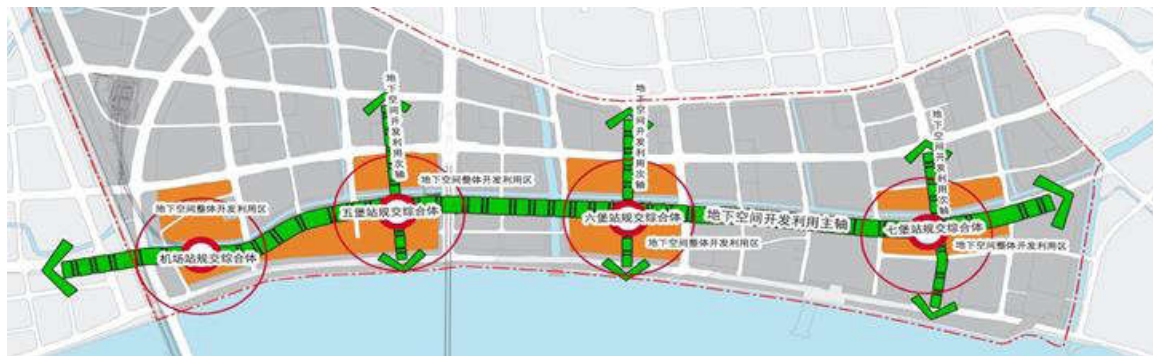 地下空间开发利用次轴
地下空间开发利用次轴
地下空间开发利用次轴
地下空间整体开发利用区
地下空间整体开发利用区
五堡站规交综合体
六堡站规交综合体
地下空间开发利用主轴
七堡站规交综合体
地下空间整体开发利用区
地下空间整体开发利用区
机场站规交综合体